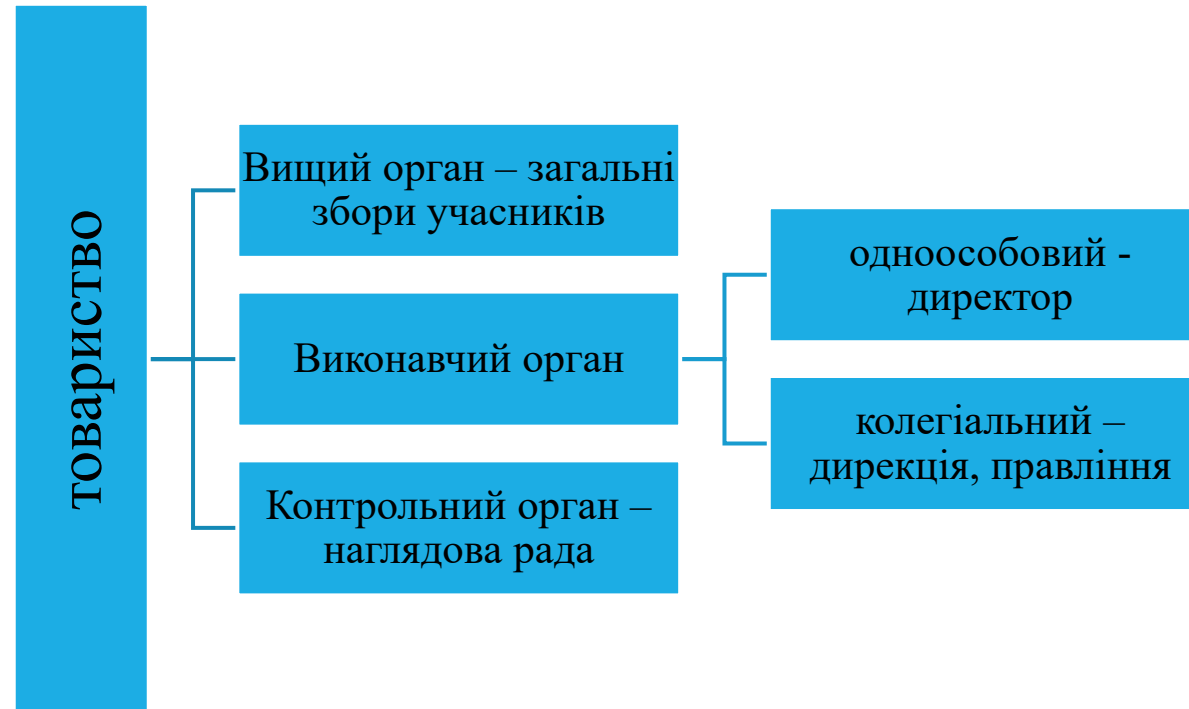 товариство
Вищий орган – загальні
збори учасників
Виконавчий орган
Контрольний орган –
наглядова рада
одноособовий -
директор
колегіальний –
дирекція, правління